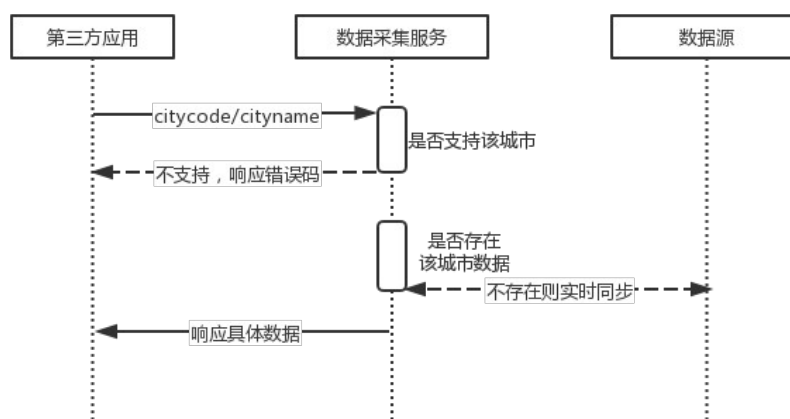 第三方应用
数据采集服务
数据源
citycode/cityname
是否支持该城市
不支持，响应错误码
是否存在
该城市数据
不存在则实时同步
响应具体数据